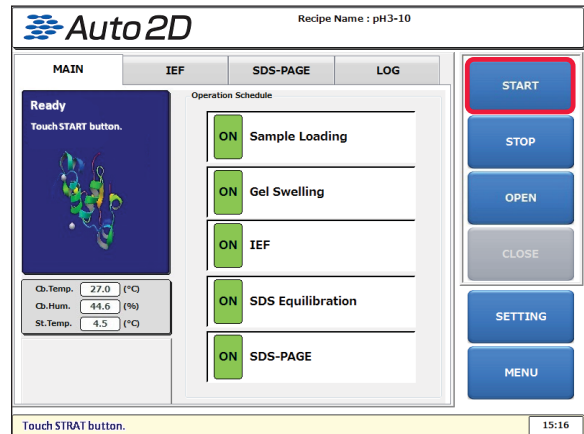 Auto2D
Recipe Name : pH3-10
MAIN
IEF
SDS-PAGE
LOG
Ready
Touch START button.
Operation Schedule
ON Sample Loading
ON Gel Swelling
ON IEF
ON SDS Equilibration
ON SDS-PAGE
Cb.Temp. 27.0 (°C)
Cb.Hum. 44.6 (%)
St.Temp. 4.5 (°C)
START
STOP
OPEN
CLOSE
SETTING
MENU
Touch STRAT button.
15:16